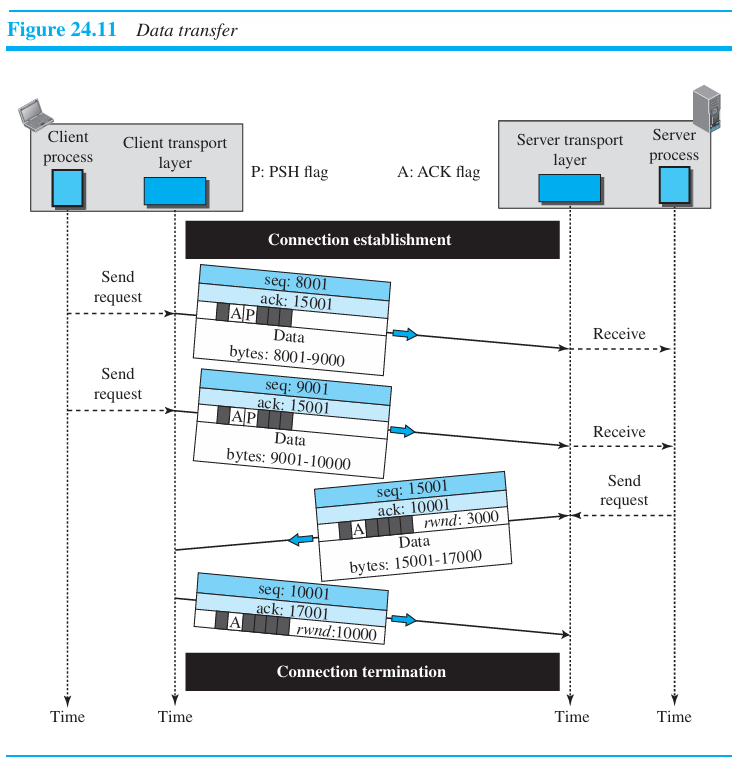 Figure 24.11 Data transfer
Client
process
Client transport
layer
P: PSH flag
A: ACK flag
Server transport
layer
Server
process
Connection establishment
Send
request
seq: 8001
ack: 15001
A P
Data
bytes: 8001-9000
Receive
Send
request
seq: 9001
ack: 15001
A P
Data
bytes: 9001-10000
Receive
Send
request
seq: 15001
ack: 10001
A rwnd: 3000
Data
bytes: 15001-17000
seq: 10001
ack: 17001
A rwnd:10000
Connection termination
Time
Time
Time
Time